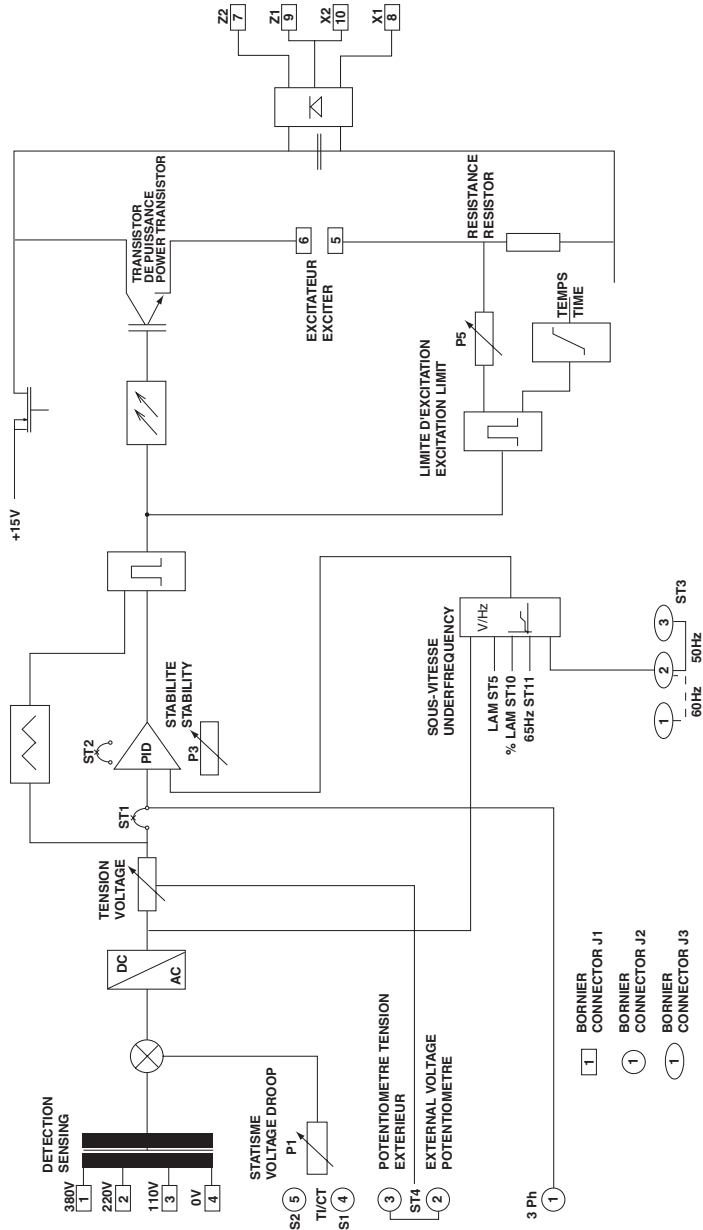 DETECTION
SENSING
380V
1
220V
2
110V
3
0V
4
STATISME
VOLTAGE DROOP
P1
S2
5
TI/CT
S1
4
POTENTIOMETRE TENSION
EXTERIEUR
3
ST4
EXTERNAL VOLTAGE
POTENTIOMETRE
2
3 Ph
1
DC
AC
TENSION
VOLTAGE
ST1
ST2
PID
STABILITE
STABILITY
P3
+15V
TRANSISTOR
DE PUISSANCE
POWER TRANSISTOR
EXCITATEUR
EXCITER
6
5
LIMITE D'EXCITATION
EXCITATION LIMIT
P5
RESISTANCE
RESISTOR
TEMPS
TIME
Z2
7
Z1
9
X2
10
X1
8
SOUS-VITESSE
UNDERFREQUENCY
V/Hz
LAM ST5
% LAM ST10
65Hz ST11
1
2
3
ST3
60Hz
50Hz
1
BORNIER
CONNECTOR J1
1
BORNIER
CONNECTOR J2
1
BORNIER
CONNECTOR J3